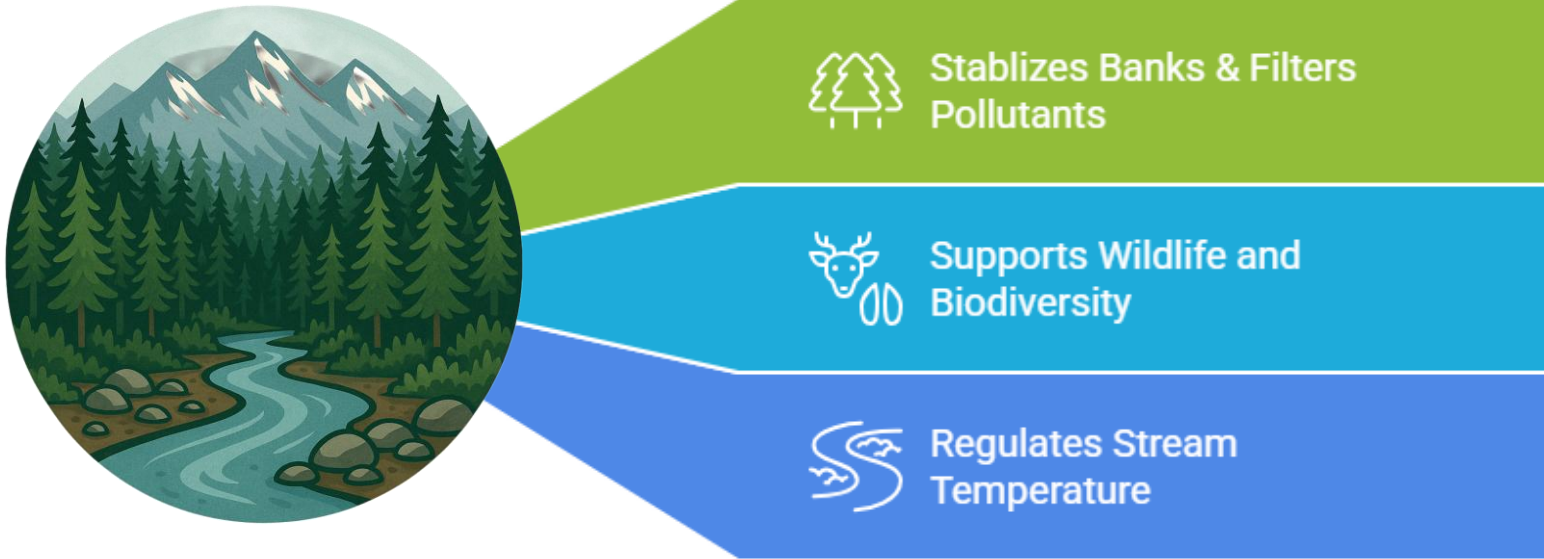 Stablizes Banks & Filters
Pollutants
Supports Wildlife and
Biodiversity
Regulates Stream
Temperature